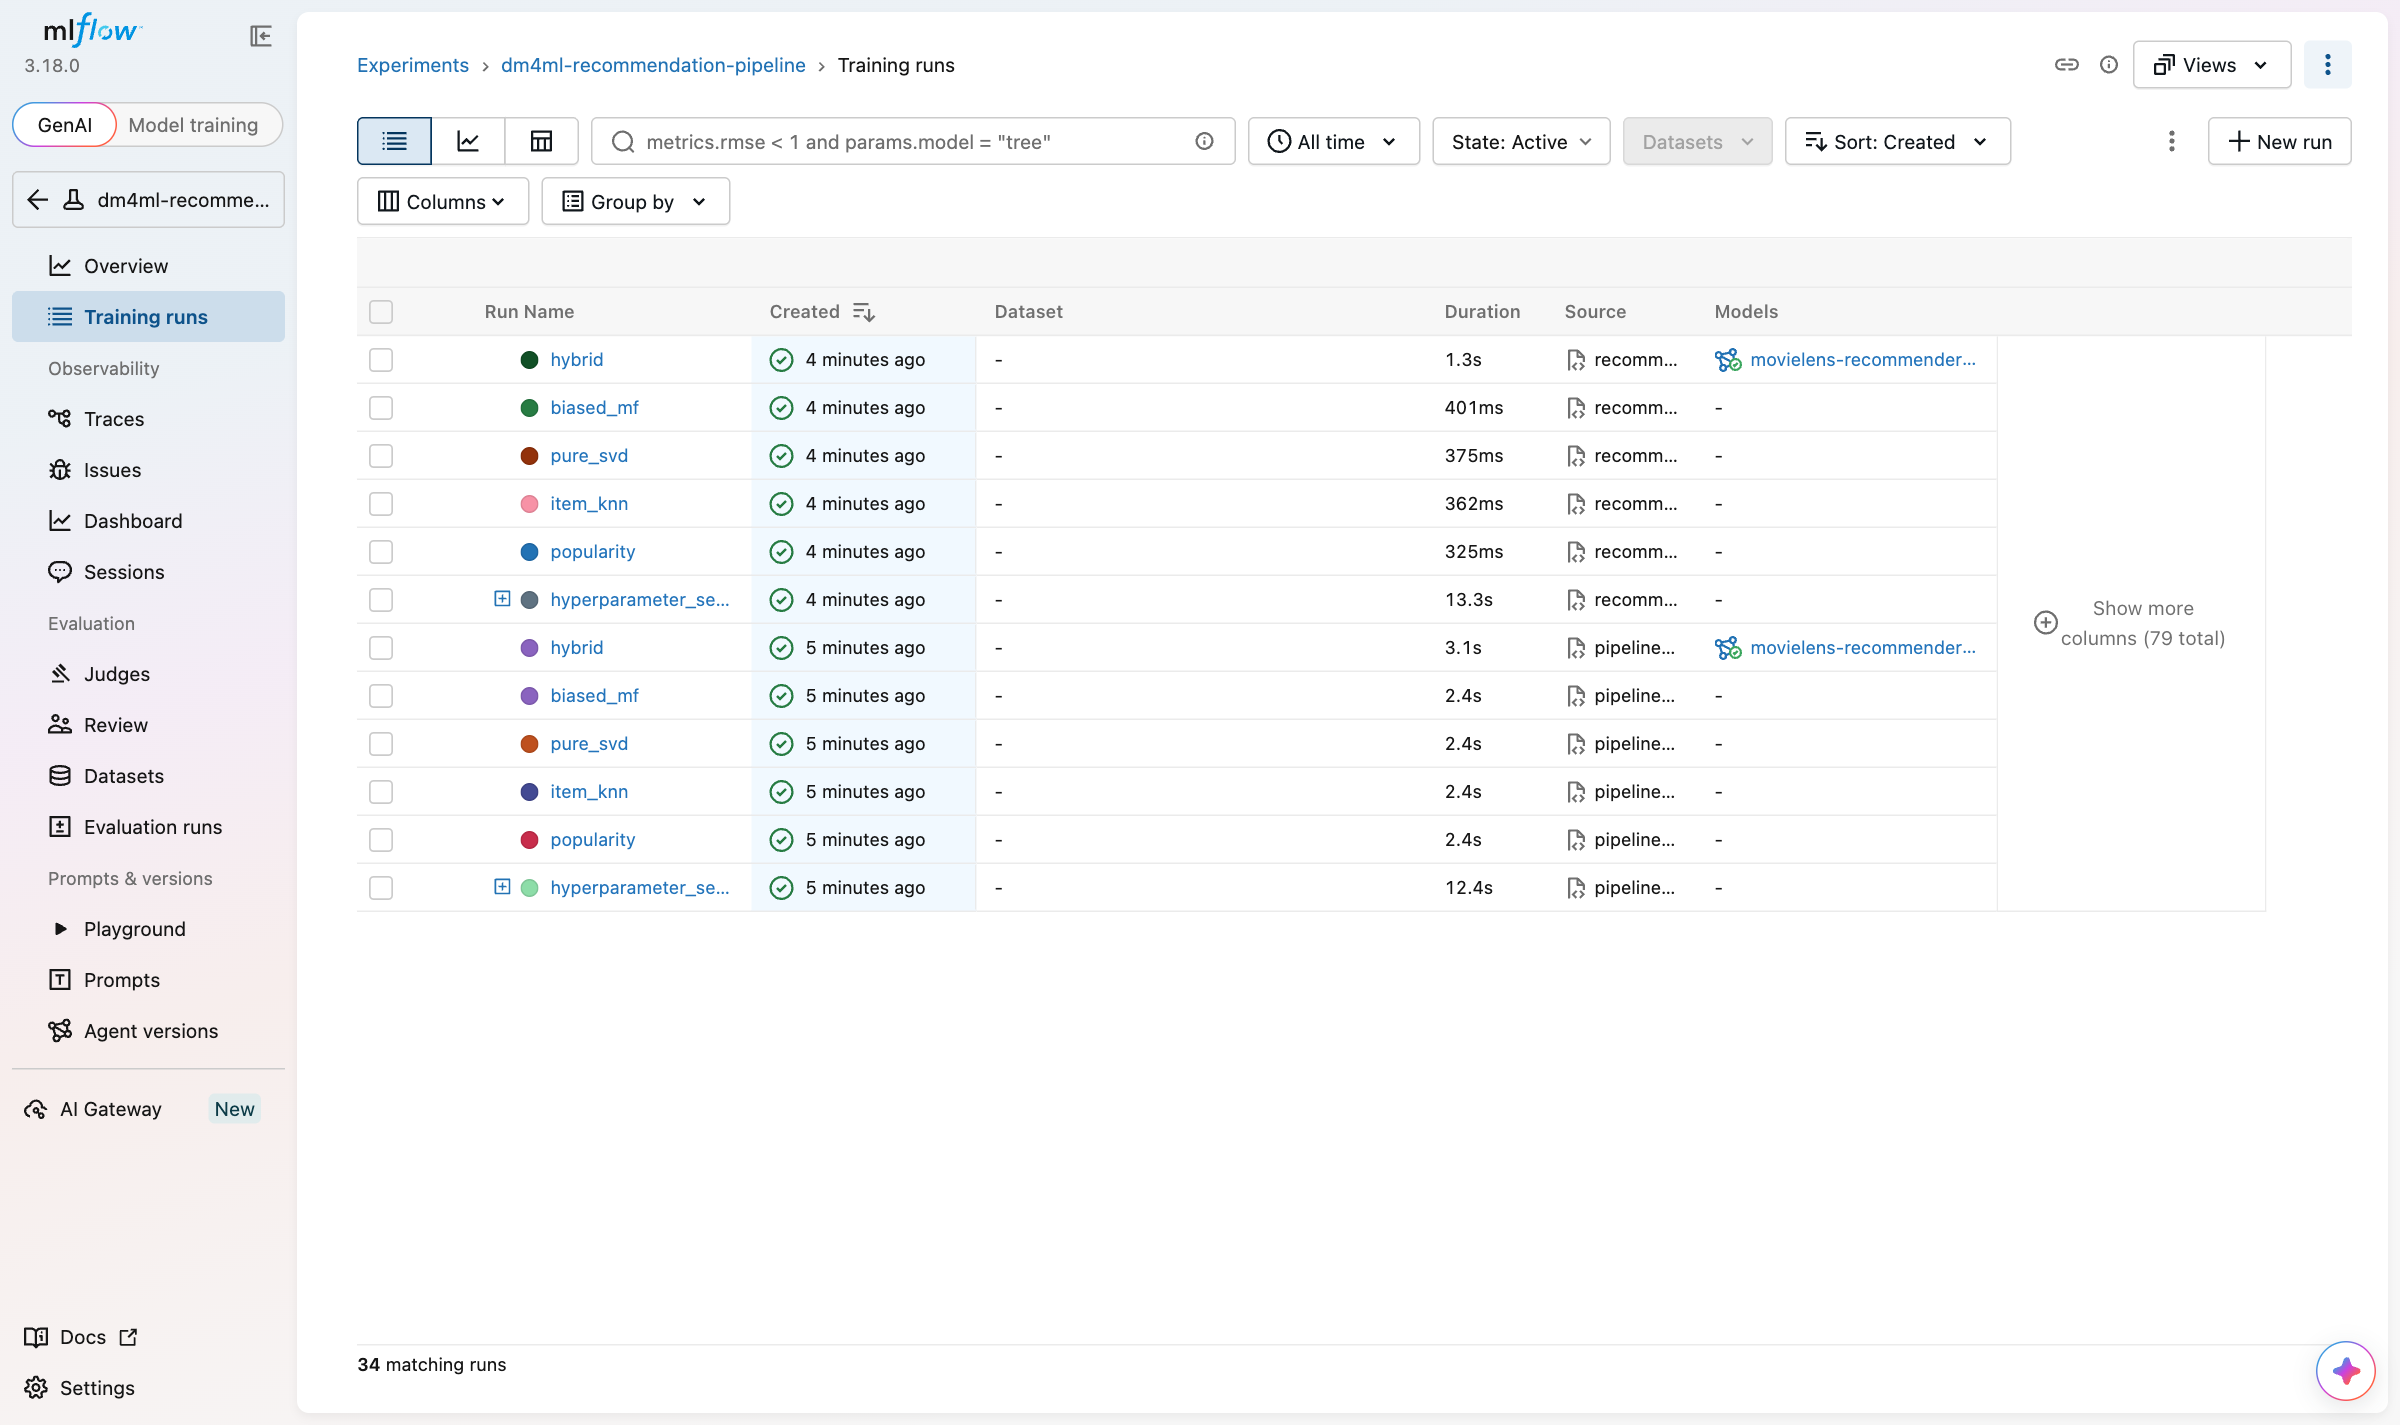 mlflow
3.18.0
GenAI
Model training
dm4ml-recomme...
Overview
Training runs
Observability
Traces
Issues
Dashboard
Sessions
Evaluation
Judges
Review
Datasets
Evaluation runs
Prompts & versions
Playground
Prompts
Agent versions
AI Gateway New
Docs
Settings
Experiments › dm4ml-recommendation-pipeline › Training runs
Views
metrics.rmse < 1 and params.model = "tree"
All time
State: Active
Datasets
Sort: Created
New run
Columns
Group by
Run Name Created Dataset Duration Source Models
hybrid 4 minutes ago - 1.3s recomm... movielens-recommender...
biased_mf 4 minutes ago - 401ms recomm... -
pure_svd 4 minutes ago - 375ms recomm... -
item_knn 4 minutes ago - 362ms recomm... -
popularity 4 minutes ago - 325ms recomm... -
hyperparameter_se... 4 minutes ago - 13.3s recomm... -
hybrid 5 minutes ago - 3.1s pipeline... movielens-recommender...
biased_mf 5 minutes ago - 2.4s pipeline... -
pure_svd 5 minutes ago - 2.4s pipeline... -
item_knn 5 minutes ago - 2.4s pipeline... -
popularity 5 minutes ago - 2.4s pipeline... -
hyperparameter_se... 5 minutes ago - 12.4s pipeline... -
Show more
columns (79 total)
34 matching runs